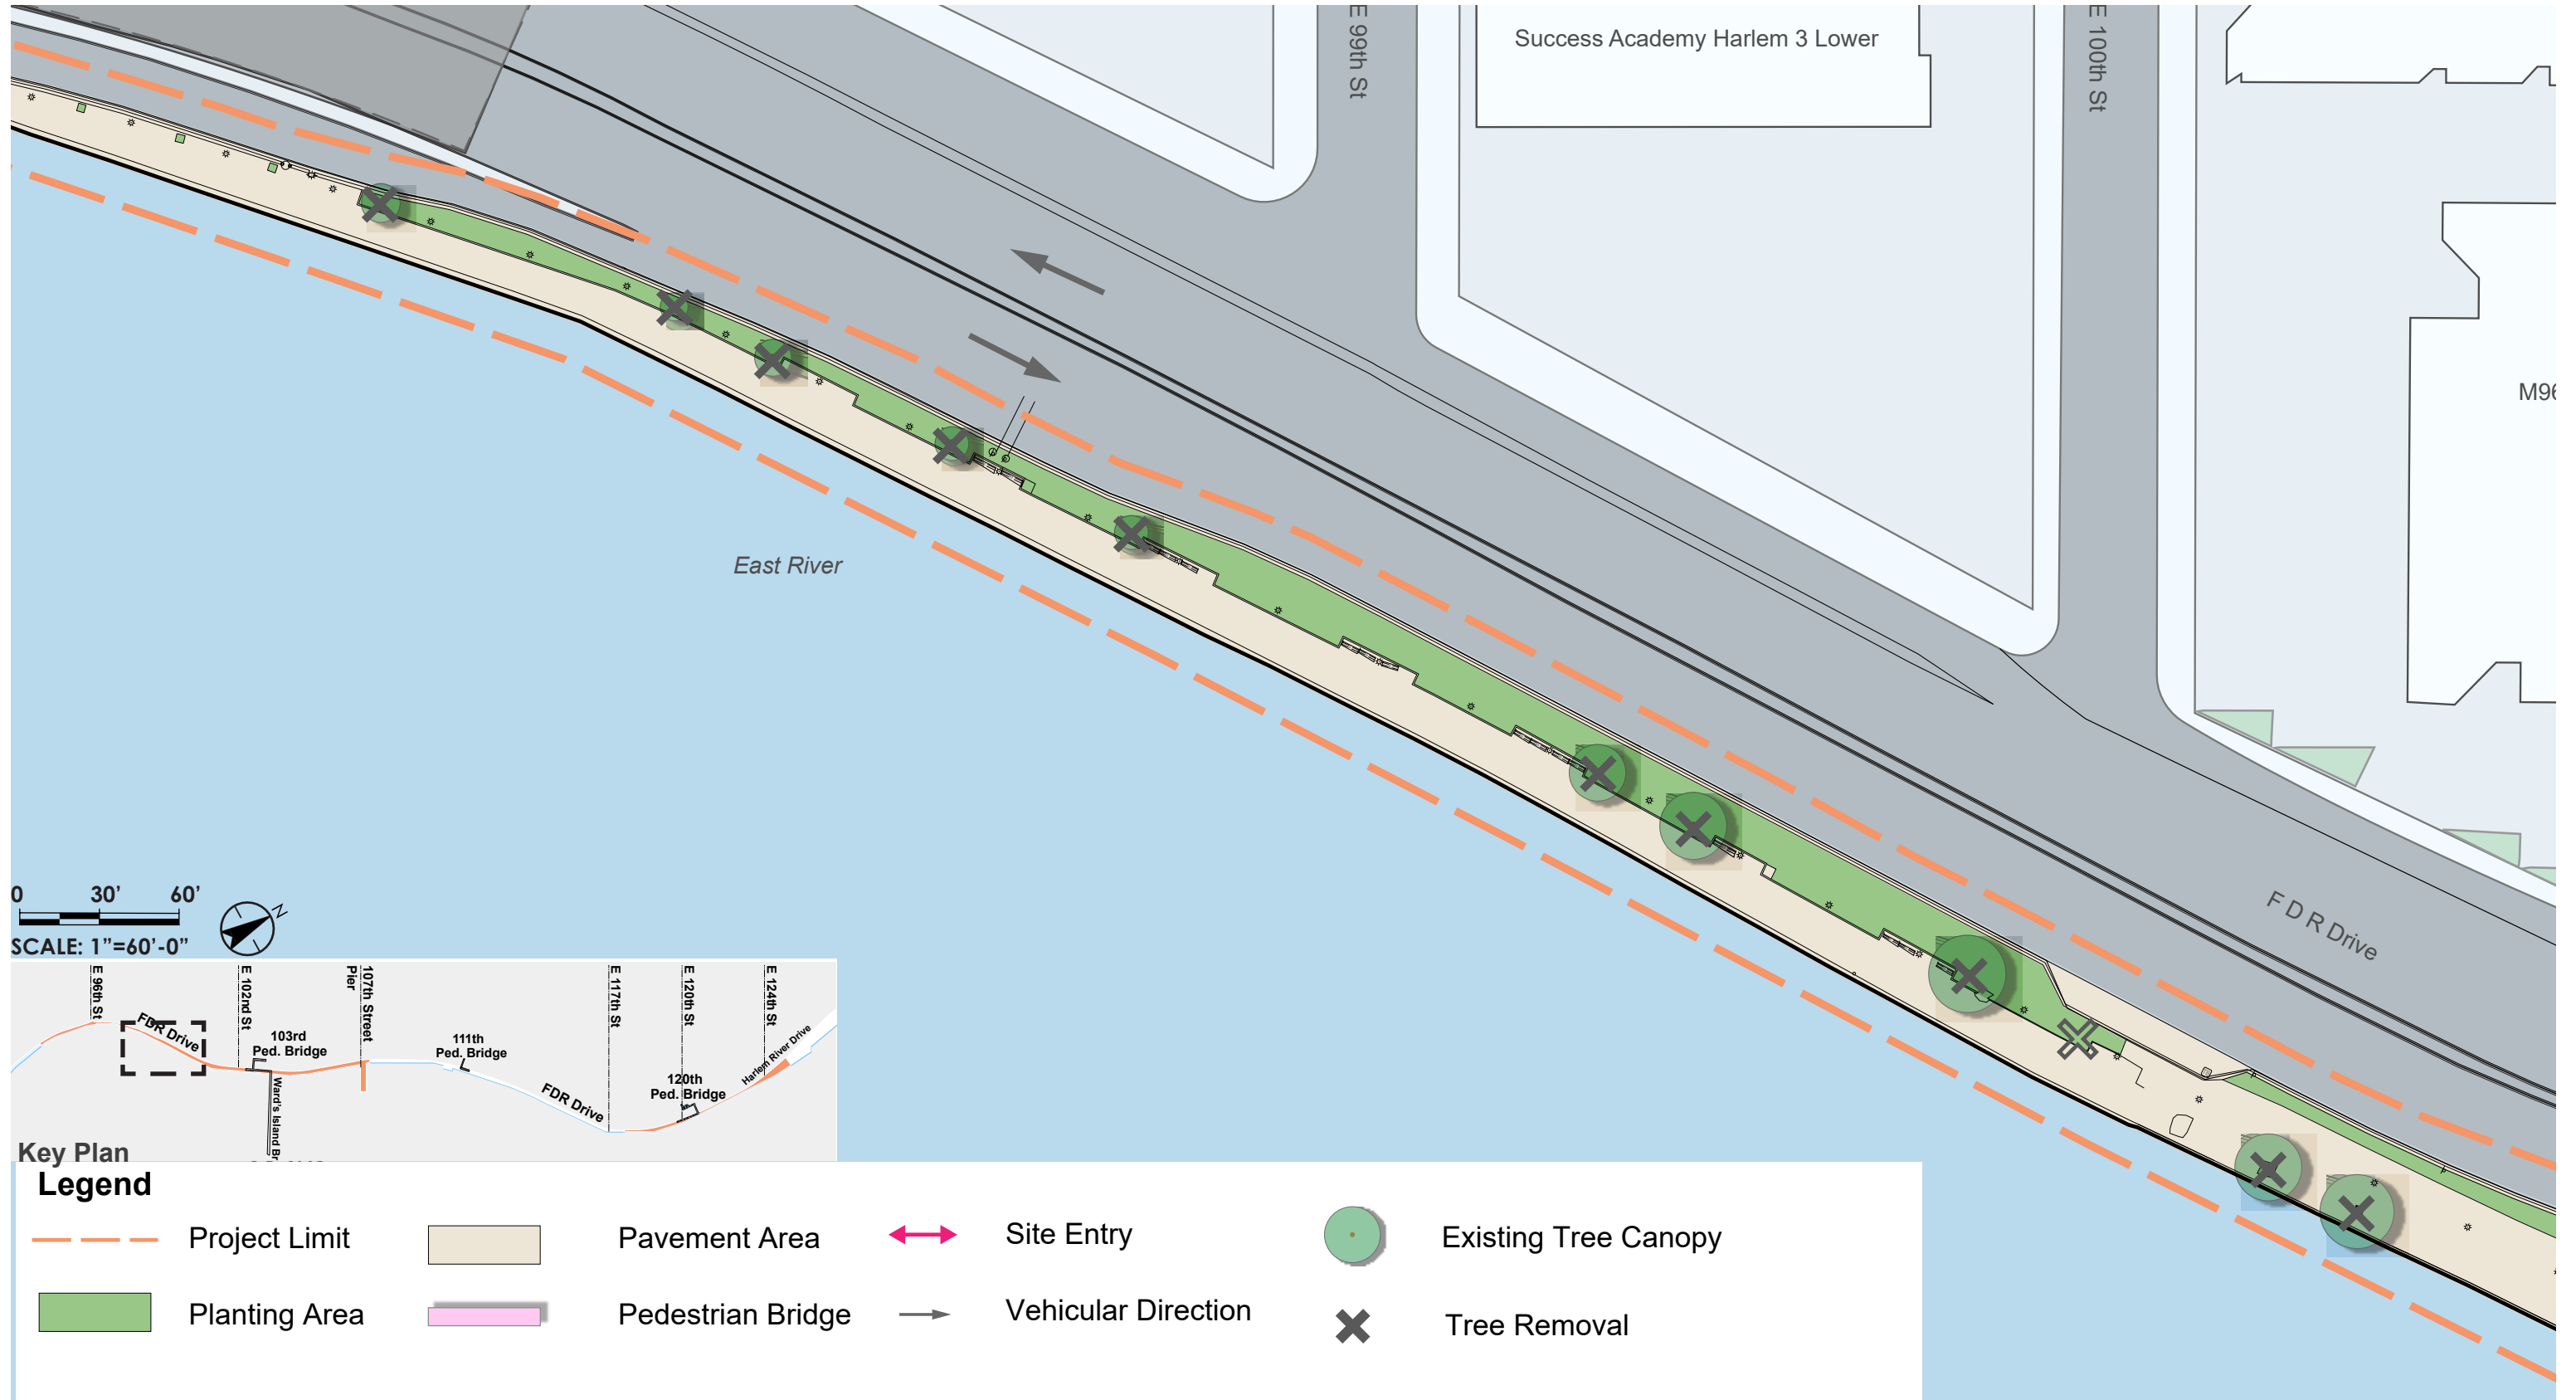 E 99th St
Success Academy Harlem 3 Lower
E 100th St
East River
F D R Drive
0 30’ 60’
SCALE: 1”=60’-0”
N
E 96th St
E 102nd St
107th Street
Pier
E 117th St
E 120th St
E 124th St
FDR Drive
103rd
Ped. Bridge
111th
Ped. Bridge
Ward's Island Br.
FDR Drive
120th
Ped. Bridge
Harlem River Drive
Key Plan
Legend
Project Limit
Pavement Area
Site Entry
Existing Tree Canopy
Planting Area
Pedestrian Bridge
Vehicular Direction
Tree Removal